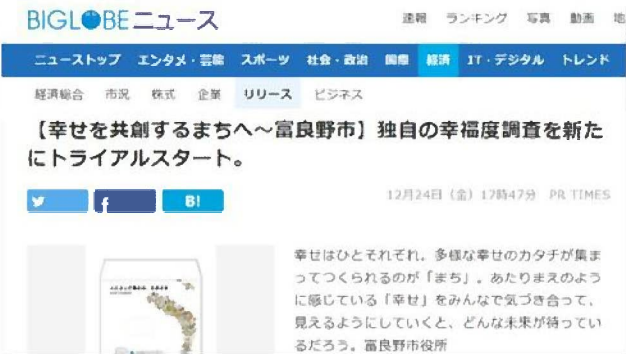 BIGLOBEニュース
速報 ランキング 写真 動画 地
ニューストップ エンタメ・芸能 スポーツ 社会・政治 国際 経済 IT・デジタル トレンド
経済総合 市況 株式 企業 リリース ビジネス
【幸せを共創するまちへ～富良野市】独自の幸福度調査を新た
にトライアルスタート。
12月24日（金）17時47分 PR TIMES
B!
幸せはひとそれぞれ。多様な幸せのカタチが集ま
ってつくられるのが「まち」。あたりまえのよう
に感じている「幸せ」をみんなで気づき合って、
見えるようにしていくと、どんな未来が待ってい
るだろう。富良野市役所